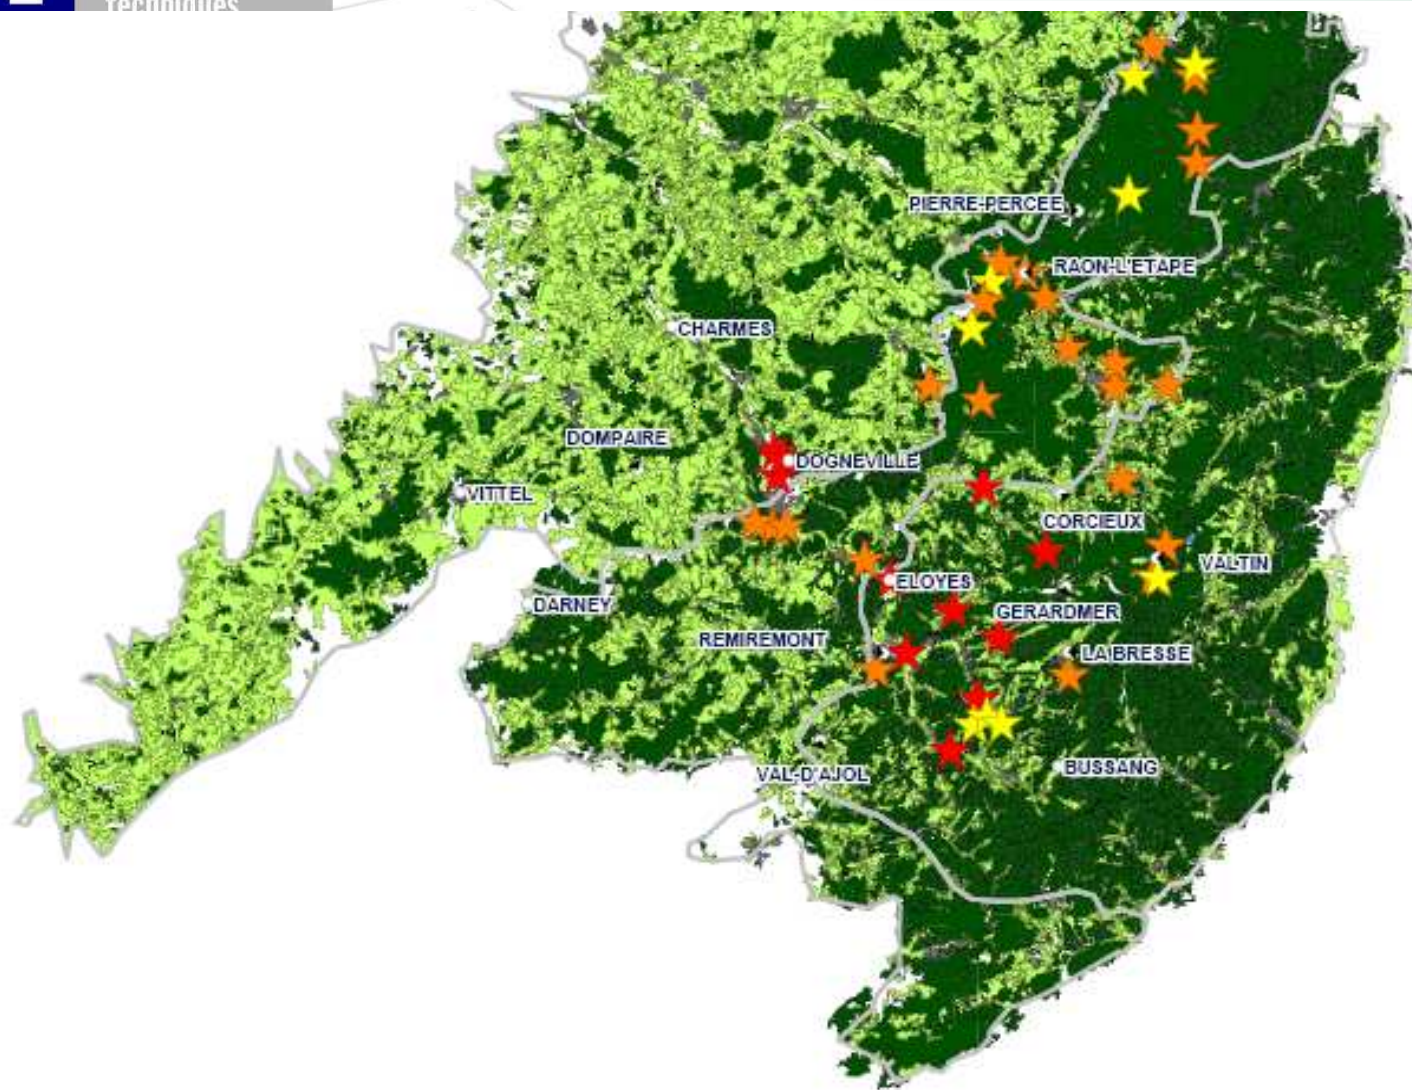 techniques
PIERRE-PERCEE
RAON-L'ETAPE
CHARMES
DOMPAIRE
DOGNEVILLE
VITTEL
CORCIEUX
VALTIN
ELOYES
DARNEY
GERARDMER
REMIREMONT
LA BRESSE
VAL-D'AJOL
BUSSANG